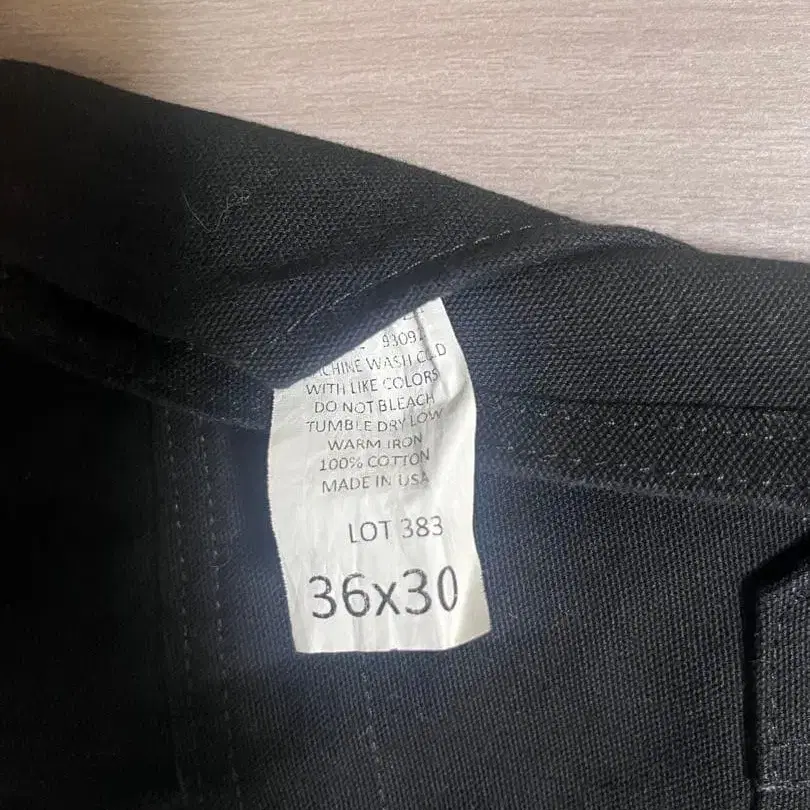 WASH COLD
WITH LIKE COLORS
DO NOT BLEACH
TUMBLE DRY LOW
WARM IRON
100% COTTON
MADE IN USA
LOT 383
36x30